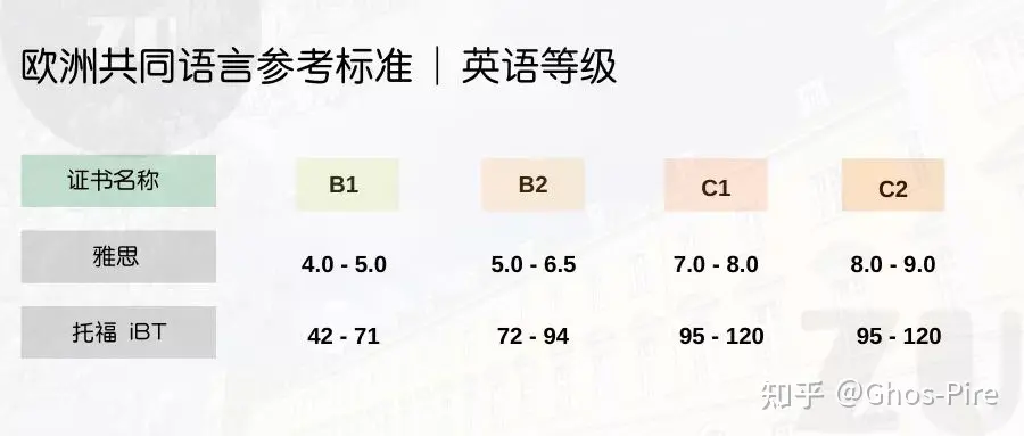 欧洲共同语言参考标准 | 英语等级
证书名称 B1 B2 C1 C2
雅思 4.0 - 5.0 5.0 - 6.5 7.0 - 8.0 8.0 - 9.0
托福 iBT 42 - 71 72 - 94 95 - 120 95 - 120
知乎 @Ghos-Pire
ZU
ZU